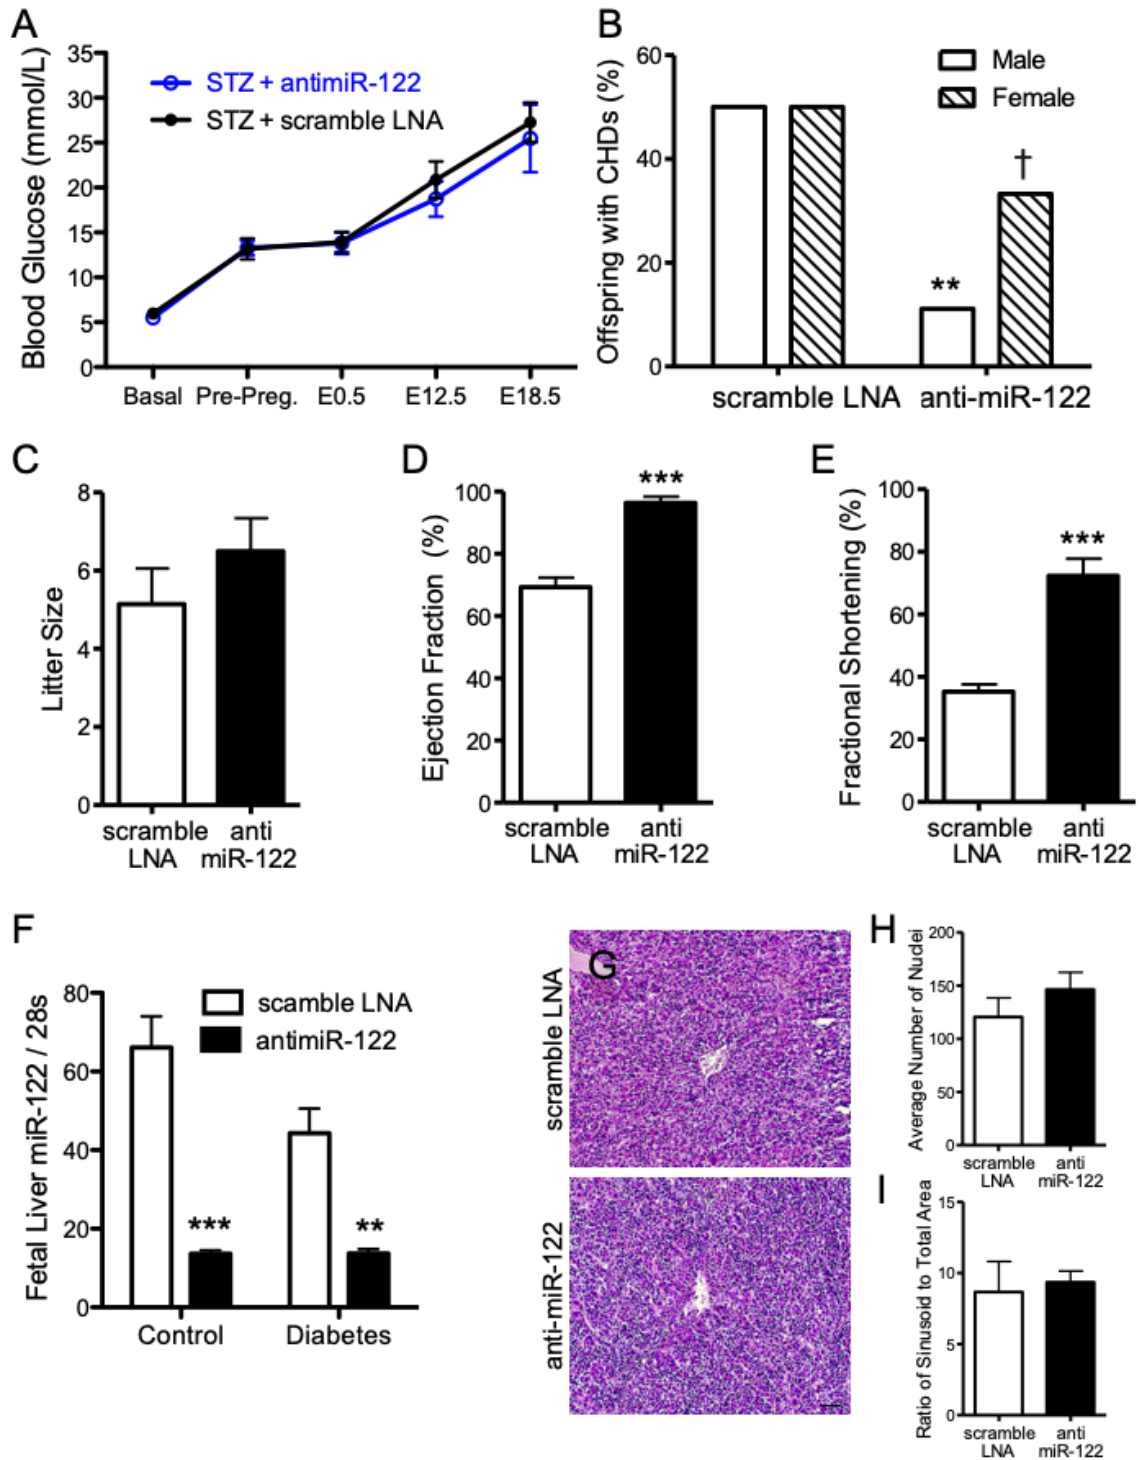 A
Blood Glucose (mmol/L)
35
30
25
20
15
10
5
0
STZ + antimiR-122
STZ + scramble LNA
Basal Pre-Preg. E0.5 E12.5 E18.5
B
Offspring with CHDs (%)
60
40
20
0
Male
Female
**
†
scramble LNA anti-miR-122
C
Litter Size
8
6
4
2
0
scramble LNA
anti miR-122
D
Ejection Fraction (%)
100
80
60
40
20
0
***
scramble LNA
anti miR-122
E
Fractional Shortening (%)
100
80
60
40
20
0
***
scramble LNA
anti miR-122
F
Fetal Liver miR-122 / 28s
80
60
40
20
0
scamble LNA
antimiR-122
***
**
Control Diabetes
G
scramble LNA
anti-miR-122
H
Average Number of Nudei
200
150
100
50
0
scramble LNA
anti miR-122
I
Ratio of Sinusoid to Total Area
15
10
5
0
scramble LNA
anti miR-122